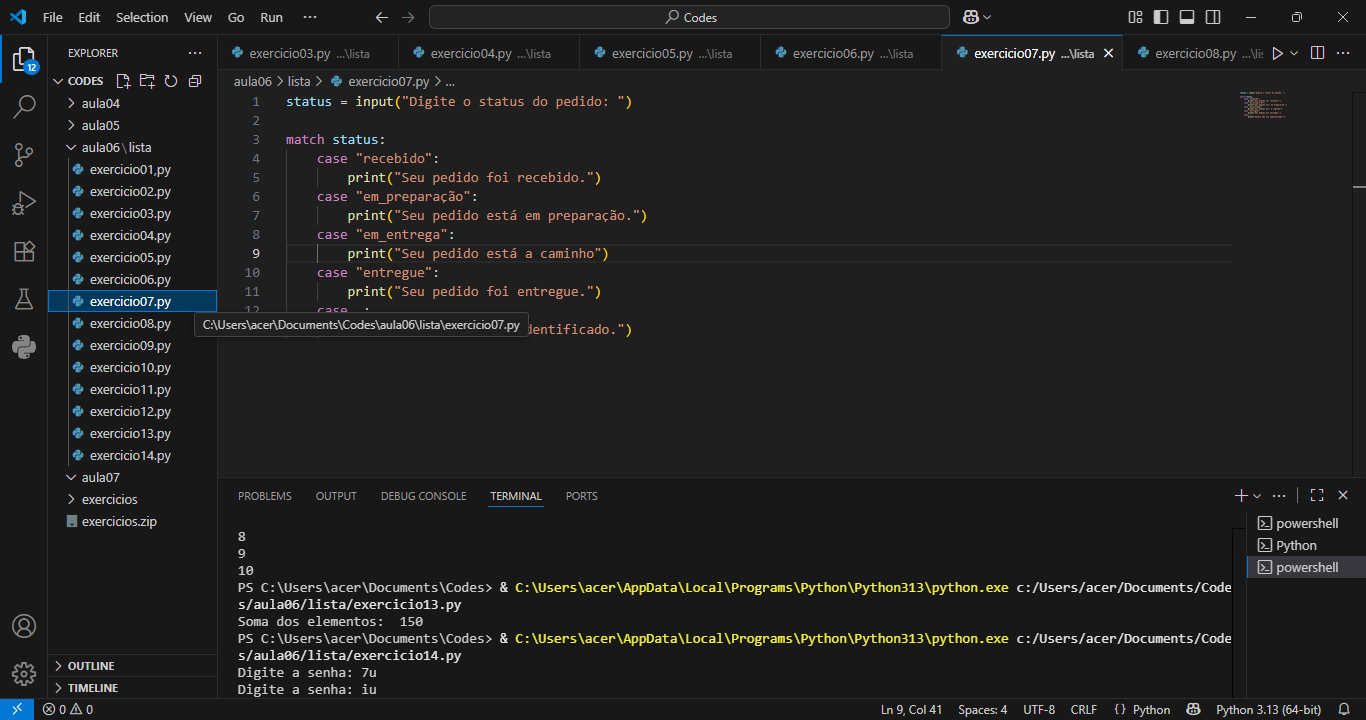 File Edit Selection View Go Run ···
Codes
EXPLORER ···
CODES
aula04
aula05
aula06\lista
exercicio01,py
exercicio02.py
exercicio03.py
exercicio04.py
exercicio05.py
exercicio06.py
exercicio07.py
exercicio08.py
exercicio09.py
exercicio10.py
exercicio11.py
exercicio12.py
exercicio13.py
exercicio14.py
aula07
exercicios
exercicios.zip
OUTLINE
TIMELINE
12
exercicio03.py ...\lista exercicio04.py ...\lista exercicio05.py ...\lista exercicio06.py ...\lista exercicio07.py ...\lista exercicio08.py ...\lis
aula06 > lista > exercicio07.py > ...
1 status = input("Digite o status do pedido: ")
2
3 match status:
4 case "recebido":
5 print("Seu pedido foi recebido.")
6 case "em_preparação":
7 print("Seu pedido está em preparação.")
8 case "em_entrega":
9 print("Seu pedido está a caminho")
10 case "entregue":
11 print("Seu pedido foi entregue.")
12 case _:
C:\Users\acer\Documents\Codes\aula06\lista\exercicio07.py
dentificado.")
PROBLEMS OUTPUT DEBUG CONSOLE TERMINAL PORTS
8
9
10
PS C:\Users\acer\Documents\Codes> & C:\Users\acer\AppData\Local\Programs\Python\Python313\python.exe c:/Users/acer/Documents/Code
s/aula06/lista/exercicio13.py
Soma dos elementos:  150
PS C:\Users\acer\Documents\Codes> & C:\Users\acer\AppData\Local\Programs\Python\Python313\python.exe c:/Users/acer/Documents/Code
s/aula06/lista/exercicio14.py
Digite a senha: 7u
Digite a senha: iu
powershell
Python
powershell
0 0
Ln 9, Col 41 Spaces: 4 UTF-8 CRLF {} Python Python 3.13 (64-bit)